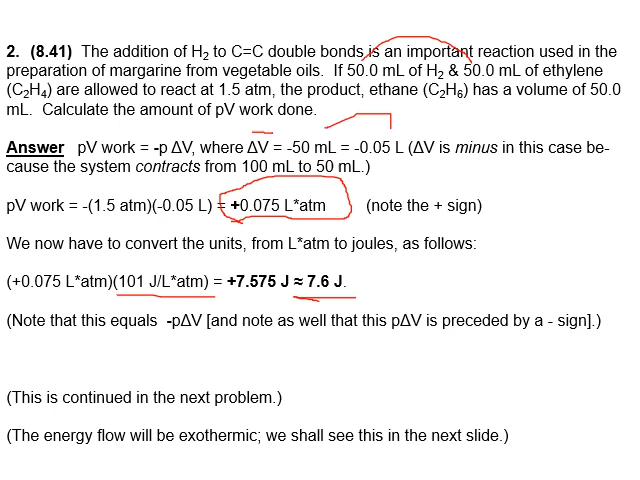 2. (8.41) The addition of H₂ to C=C double bonds is an important reaction used in the
preparation of margarine from vegetable oils. If 50.0 mL of H₂ & 50.0 mL of ethylene
(C₂H₄) are allowed to react at 1.5 atm, the product, ethane (C₂H₆) has a volume of 50.0
mL. Calculate the amount of pV work done.
Answer pV work = -p ΔV, where ΔV = -50 mL = -0.05 L (ΔV is minus in this case be-
cause the system contracts from 100 mL to 50 mL.)
pV work = -(1.5 atm)(-0.05 L) = +0.075 L*atm (note the + sign)
We now have to convert the units, from L*atm to joules, as follows:
(+0.075 L*atm)(101 J/L*atm) = +7.575 J ≈ 7.6 J.
(Note that this equals -pΔV [and note as well that this pΔV is preceded by a - sign].)
(This is continued in the next problem.)
(The energy flow will be exothermic; we shall see this in the next slide.)